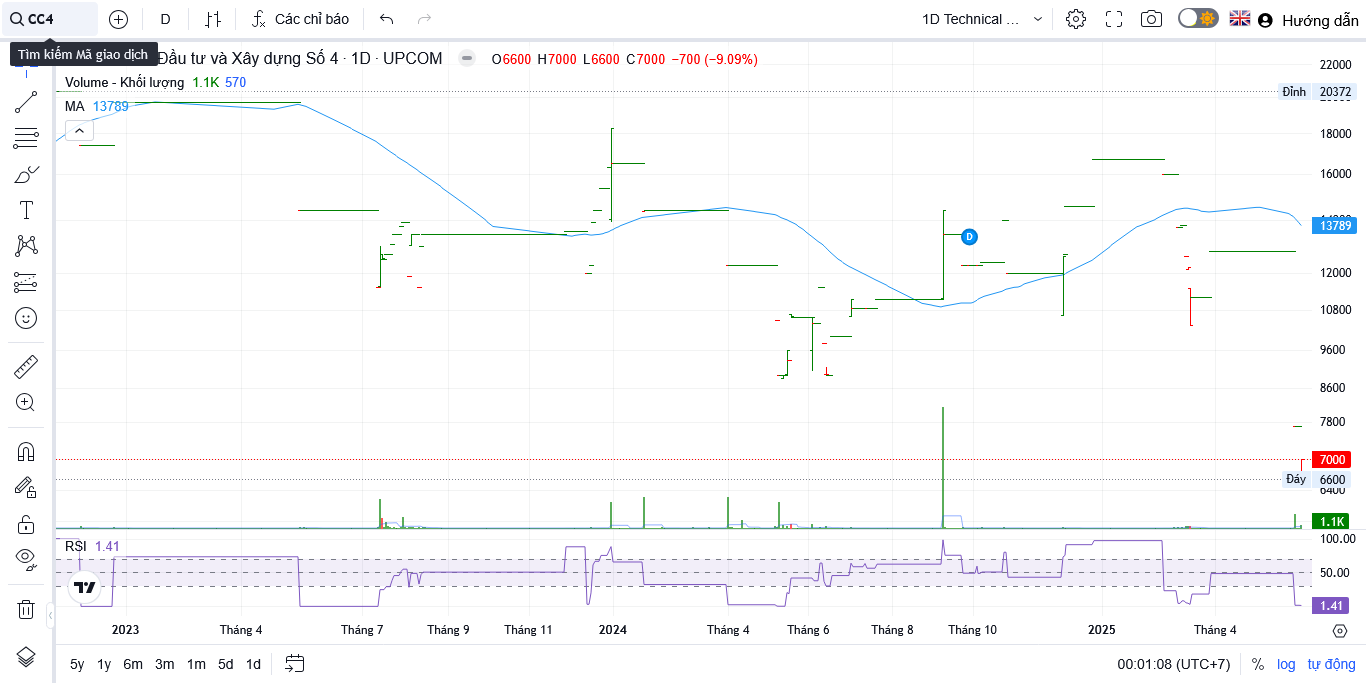 CC4 D Các chỉ báo 1D Technical ... Hướng dẫn
Tìm kiếm Mã giao dịch
Đầu tư và Xây dựng Số 4 · 1D · UPCOM O6600 H7000 L6600 C7000 −700 (−9.09%)
Volume - Khối lượng 1.1K 570
MA 13789
22000
Đỉnh 20372
18000
16000
13789
D
12000
10800
9600
8600
7800
7000
Đáy 6600
6400
1.1K
RSI 1.41
100.00
50.00
1.41
2023 Tháng 4 Tháng 7 Tháng 9 Tháng 11 2024 Tháng 4 Tháng 6 Tháng 8 Tháng 10 2025 Tháng 4
5y 1y 6m 3m 1m 5d 1d 00:01:08 (UTC+7) % log tự động